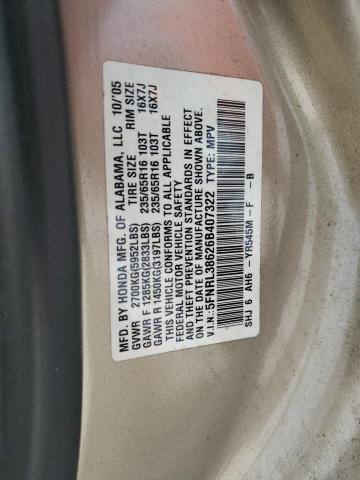 MFD. BY HONDA MFG. OF ALABAMA, LLC 10/'05
TIRE SIZE RIM SIZE
GVWR 2700KG(5952LBS)
GAWR F 1285KG(2833LBS) 235/65R16 103T 16X7J
GAWR R 1450KG(3197LBS) 235/65R16 103T 16X7J
THIS VEHICLE CONFORMS TO ALL APPLICABLE
FEDERAL MOTOR VEHICLE SAFETY STANDARDS IN EFFECT
AND THEFT PREVENTION STANDARDS IN EFFECT
ON THE DATE OF MANUFACTURE SHOWN ABOVE.
V.I.N.: 5FNRL38626B407322 TYPE: MPV
SHJ 6 AH6 -YR545M - F - B